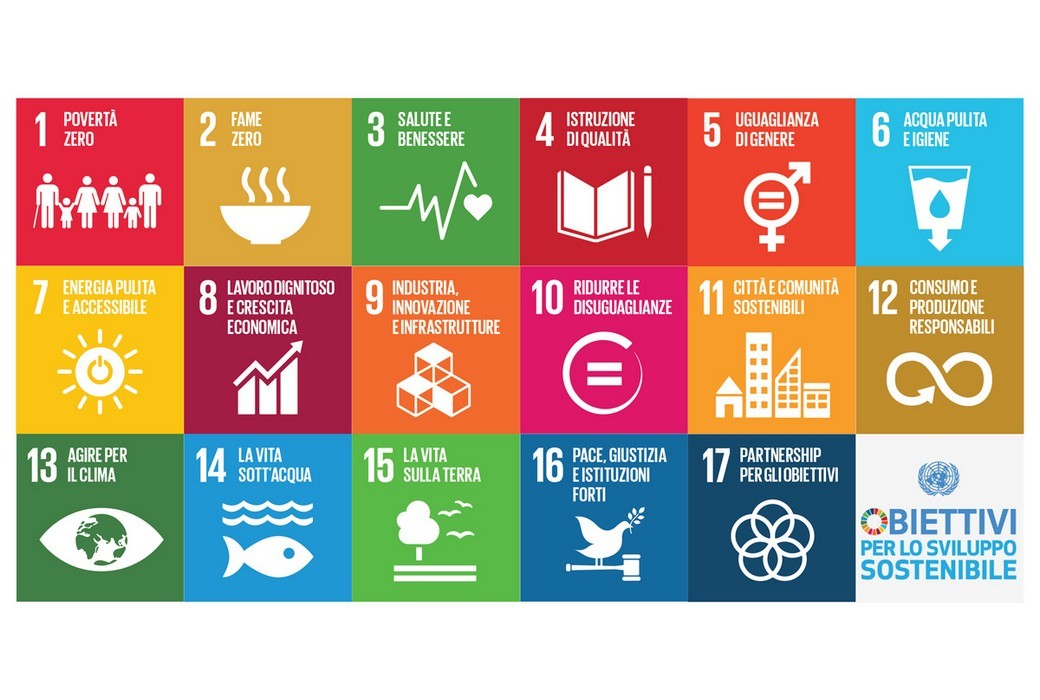 1 POVERTÀ
ZERO
2 FAME
ZERO
3 SALUTE E
BENESSERE
4 ISTRUZIONE
DI QUALITÀ
5 UGUAGLIANZA
DI GENERE
6 ACQUA PULITA
E IGIENE
7 ENERGIA PULITA
E ACCESSIBILE
8 LAVORO DIGNITOSO
E CRESCITA
ECONOMICA
9 INDUSTRIA,
INNOVAZIONE
E INFRASTRUTTURE
10 RIDURRE LE
DISUGUAGLIANZE
11 CITTÀ E COMUNITÀ
SOSTENIBILI
12 CONSUMO E
PRODUZIONE
RESPONSABILI
13 AGIRE PER
IL CLIMA
14 LA VITA
SOTT'ACQUA
15 LA VITA
SULLA TERRA
16 PACE, GIUSTIZIA
E ISTITUZIONI
FORTI
17 PARTNERSHIP
PER GLI OBIETTIVI
OBIETTIVI
PER LO SVILUPPO
SOSTENIBILE